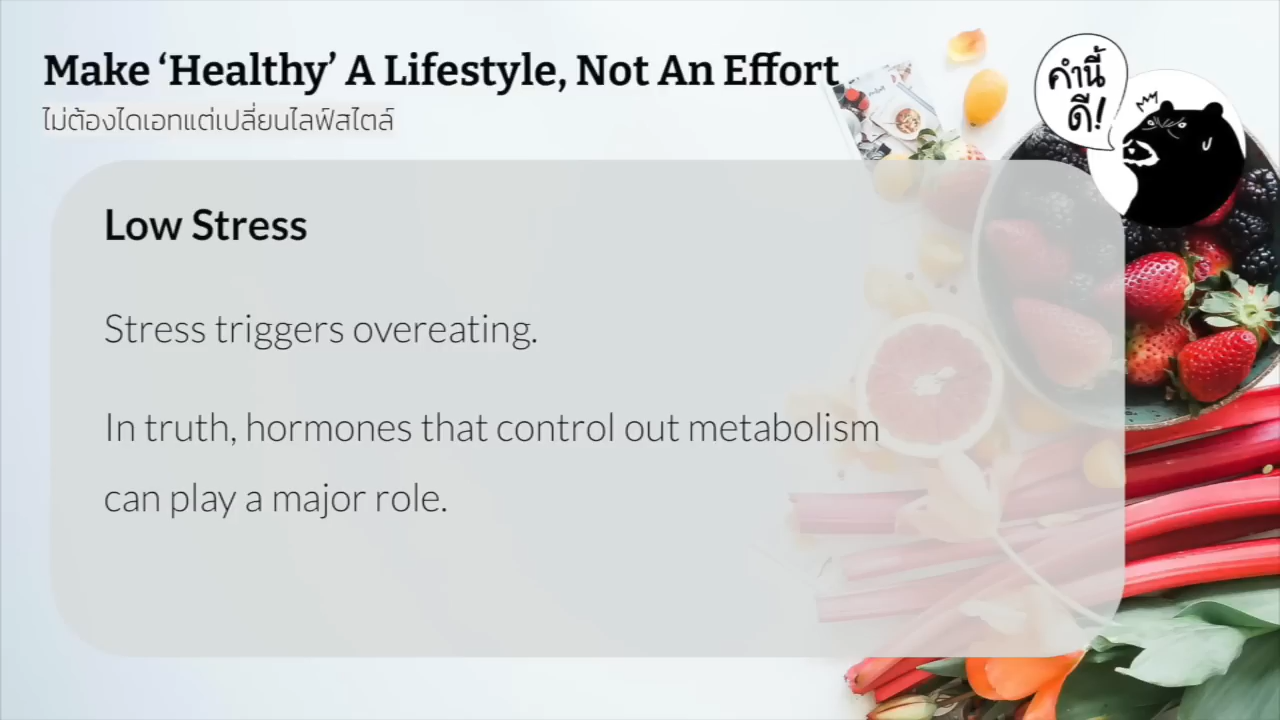 Make ‘Healthy’ A Lifestyle, Not An Effort
ไม่ต้องไดเอทแต่เปลี่ยนไลฟ์สไตล์
คำนี้
ดี!
Low Stress
Stress triggers overeating.
In truth, hormones that control out metabolism
can play a major role.